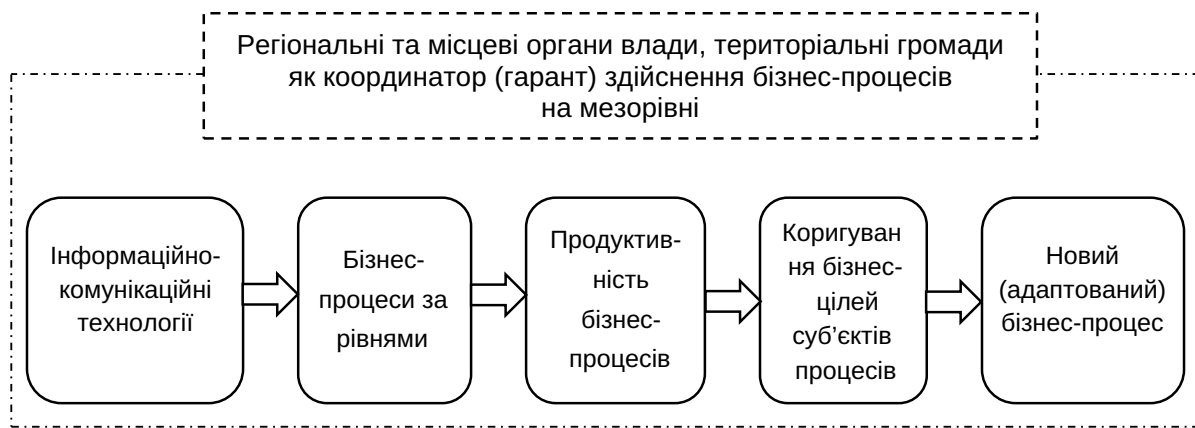 Регіональні та місцеві органи влади, територіальні громади
як координатор (гарант) здійснення бізнес-процесів
на мезорівні
Інформаційно-
комунікаційні
технології
Бізнес-
процеси за
рівнями
Продуктив-
ність
бізнес-
процесів
Коригуван
ня бізнес-
цілей
суб’єктів
процесів
Новий
(адаптований)
бізнес-процес